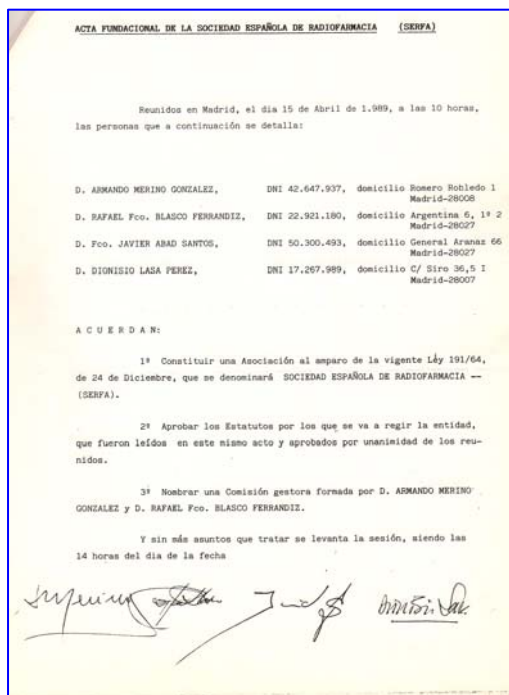 ACTA FUNDACIONAL DE LA SOCIEDAD ESPAÑOLA DE RADIOFARMACIA (SERFA)
Reunidos en Madrid, el dia 15 de Abril de 1.989, a las 10 horas,
las personas que a continuación se detalla:
D. ARMANDO MERINO GONZALEZ, DNI 42.647.937, domicilio Romero Robledo 1
Madrid-28008
D. RAFAEL Fco. BLASCO FERRANDIZ, DNI 22.921.180, domicilio Argentina 6, 1º 2
Madrid-28027
D. Fco. JAVIER ABAD SANTOS, DNI 50.300.493, domicilio General Aranaz 66
Madrid-28027
D. DIONISIO LASA PEREZ, DNI 17.267.989, domicilio C/ Siro 36,5 I
Madrid-28007
A C U E R D A N:
1º Constituir una Asociación al amparo de la vigente Léy 191/64,
de 24 de Diciembre, que se denominará SOCIEDAD ESPAÑOLA DE RADIOFARMACIA --
(SERFA).
2º Aprobar los Estatutos por los que se va a regir la entidad,
que fueron leídos en este mismo acto y aprobados por unanimidad de los reu-
nidos.
3º Nombrar una Comisión gestora formada por D. ARMANDO MERINO
GONZALEZ y D. RAFAEL Fco. BLASCO FERRANDIZ.
Y sin más asuntos que tratar se levanta la sesión, siendo las
14 horas del dia de la fecha